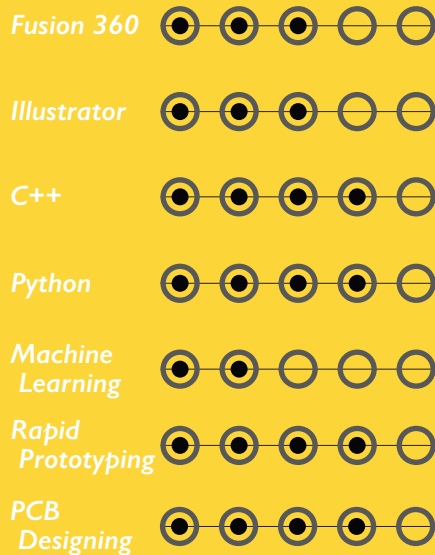 Fusion 360
Illustrator
C++
Python
Machine
Learning
Rapid
Prototyping
PCB
Designing